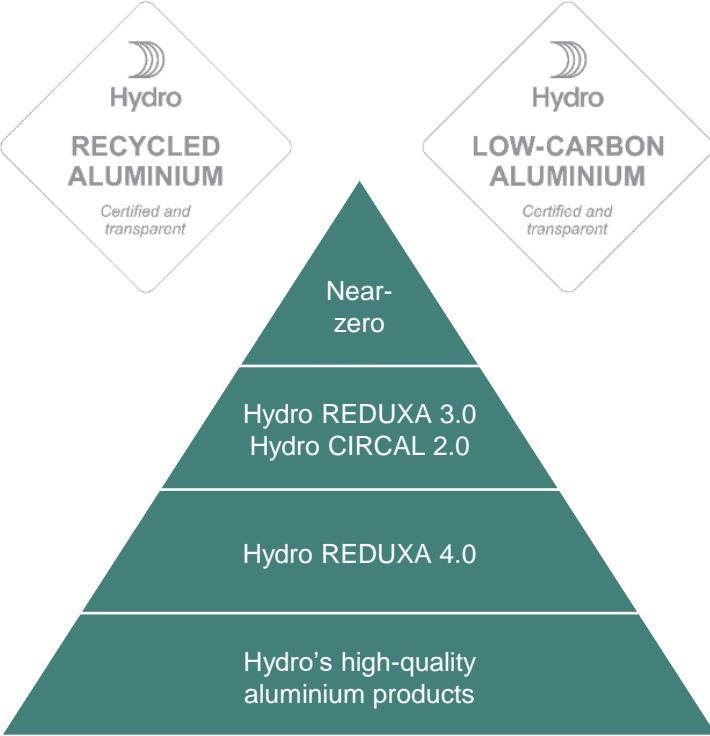 Hydro
RECYCLED
ALUMINIUM
Certified and
transparent
Hydro
LOW-CARBON
ALUMINIUM
Certified and
transparent
Near-
zero
Hydro REDUXA 3.0
Hydro CIRCAL 2.0
Hydro REDUXA 4.0
Hydro’s high-quality
aluminium products